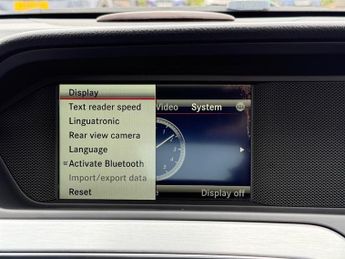 Display
Text reader speed
Video System
Linguatronic
Rear view camera
Language
Activate Bluetooth
Import/export data
Reset
Display off